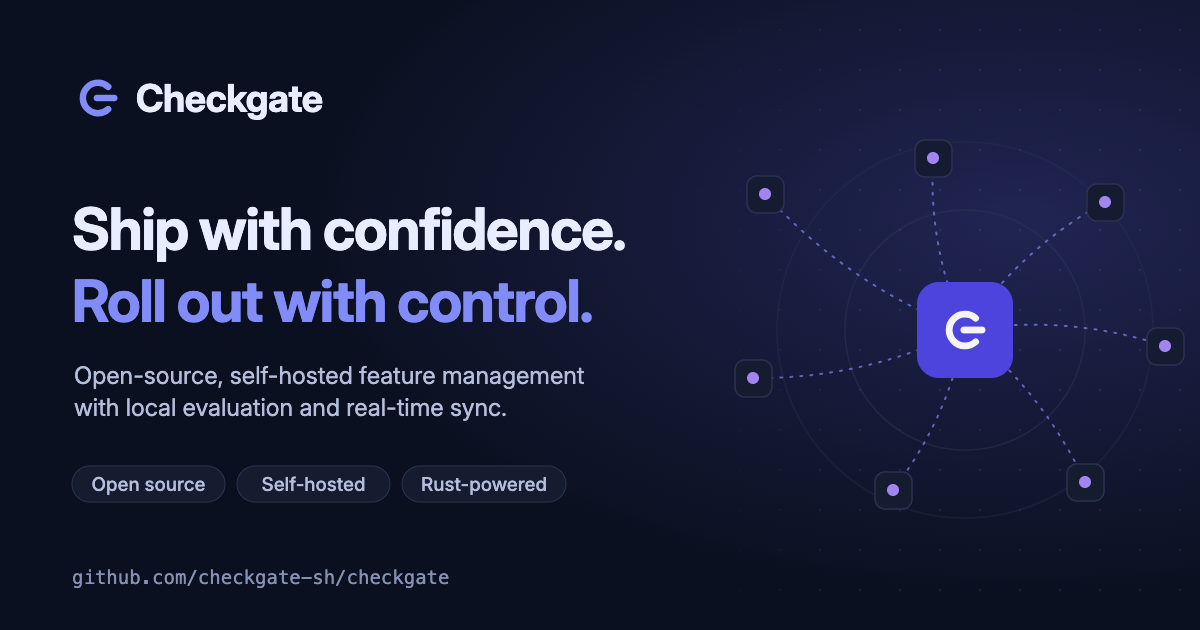 Checkgate
Ship with confidence.
Roll out with control.
Open-source, self-hosted feature management
with local evaluation and real-time sync.
Open source
Self-hosted
Rust-powered
github.com/checkgate-sh/checkgate